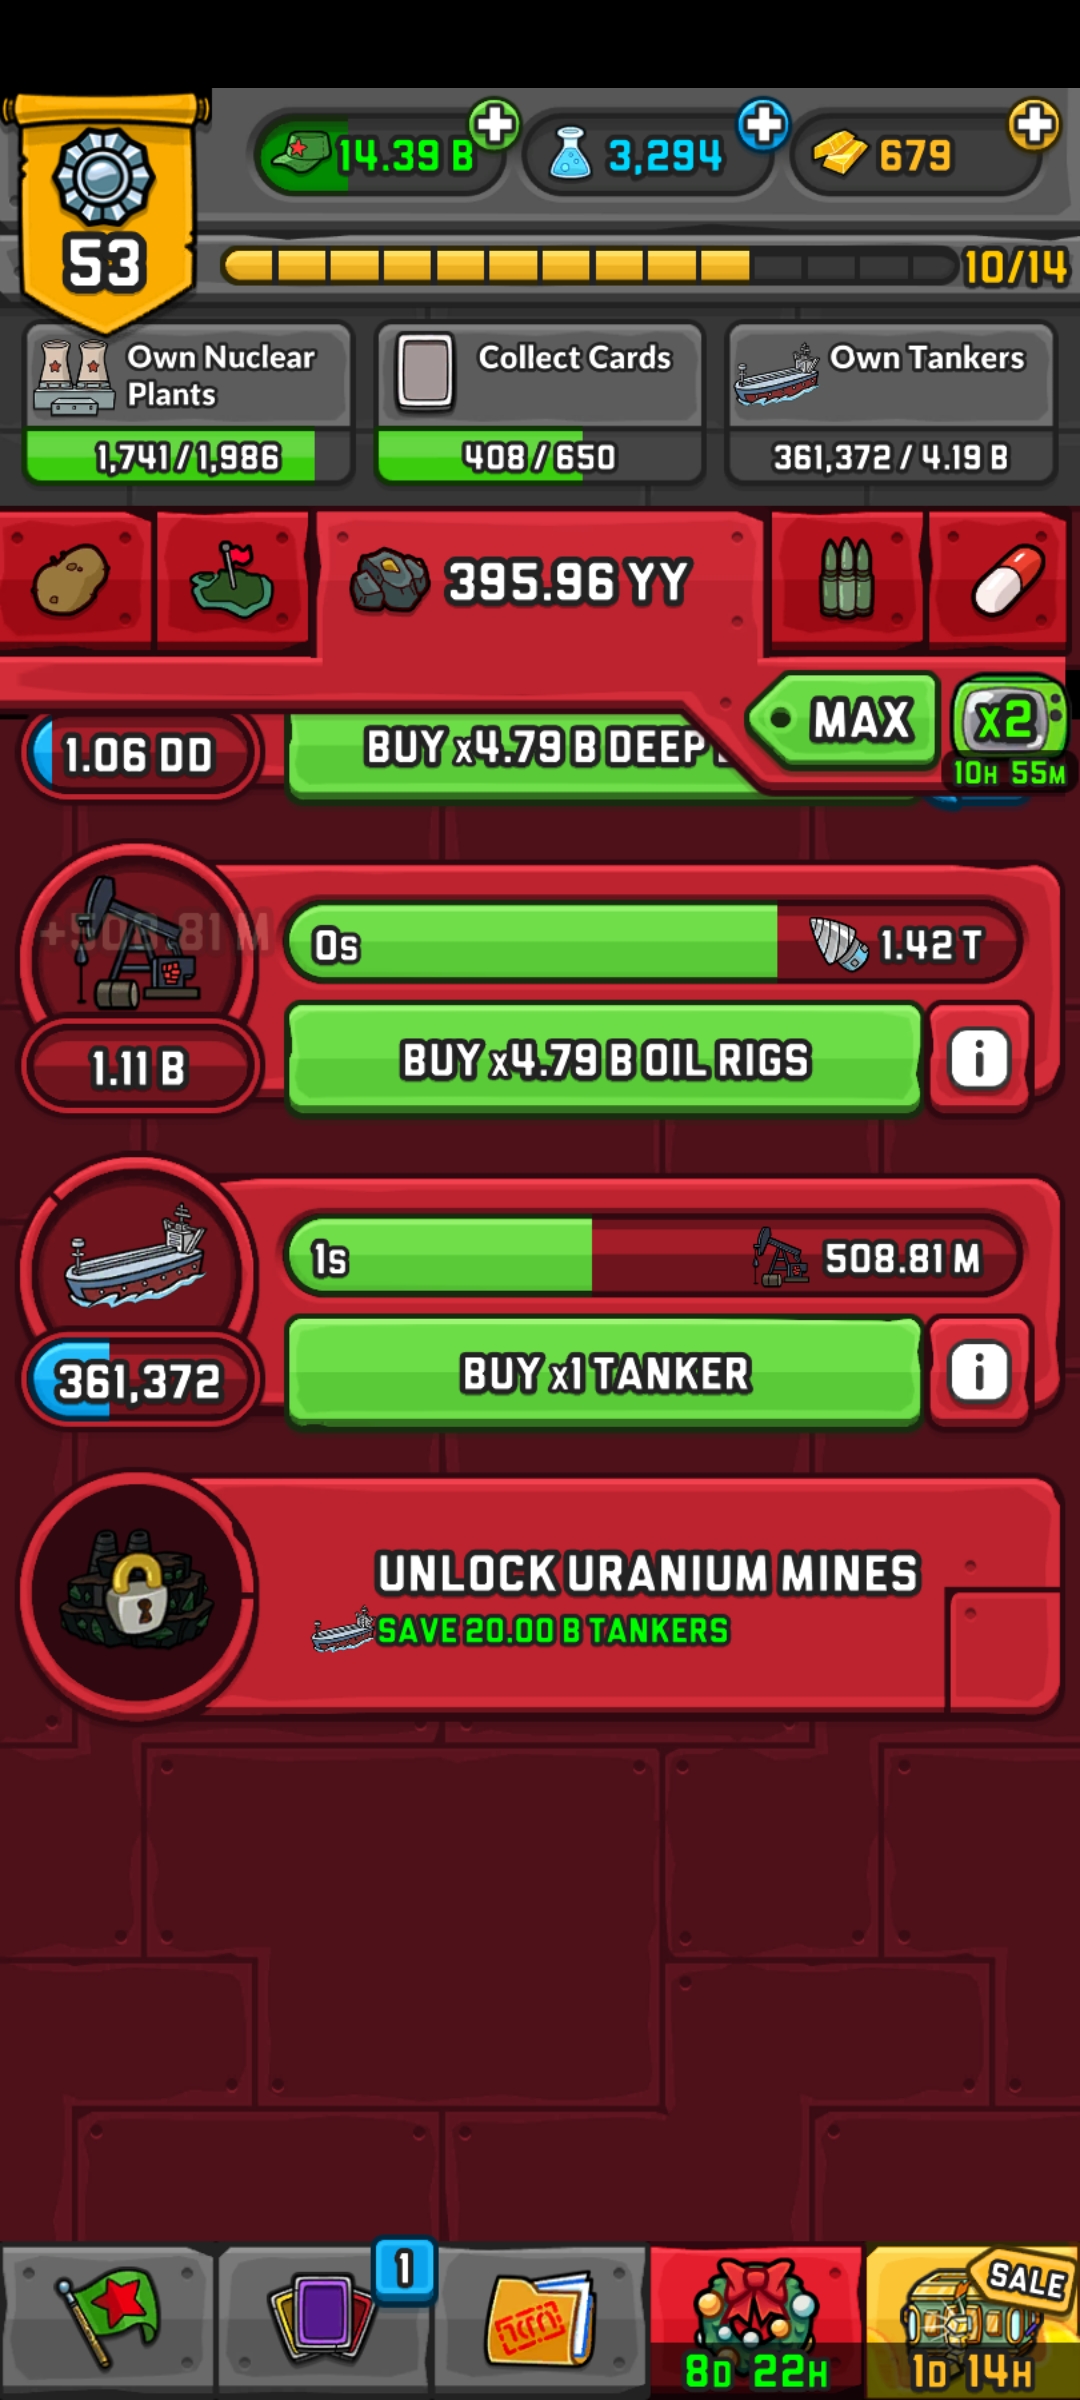 14.39 B
3,294
679
53
10/14
Own Nuclear
Plants
1,741/1,986
Collect Cards
408/650
Own Tankers
361,372/4.19 B
395.96 YY
MAX
x2
10H 55M
1.06 DD
BUY x4.79 B DEEP
+508.81 M
0s
1.42 T
1.11 B
BUY x4.79 B OIL RIGS
i
1s
508.81 M
361,372
BUY x1 TANKER
i
UNLOCK URANIUM MINES
SAVE 20.00 B TANKERS
1
SALE
8D 22H
1D 14H